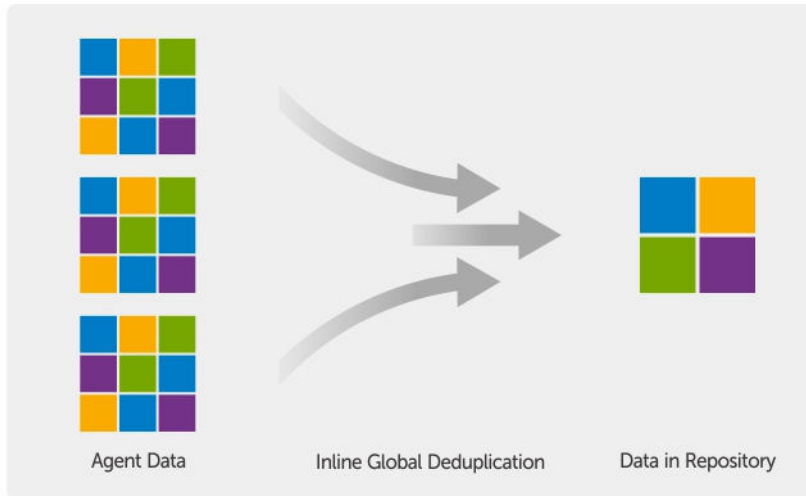 Agent Data
Inline Global Deduplication
Data in Repository